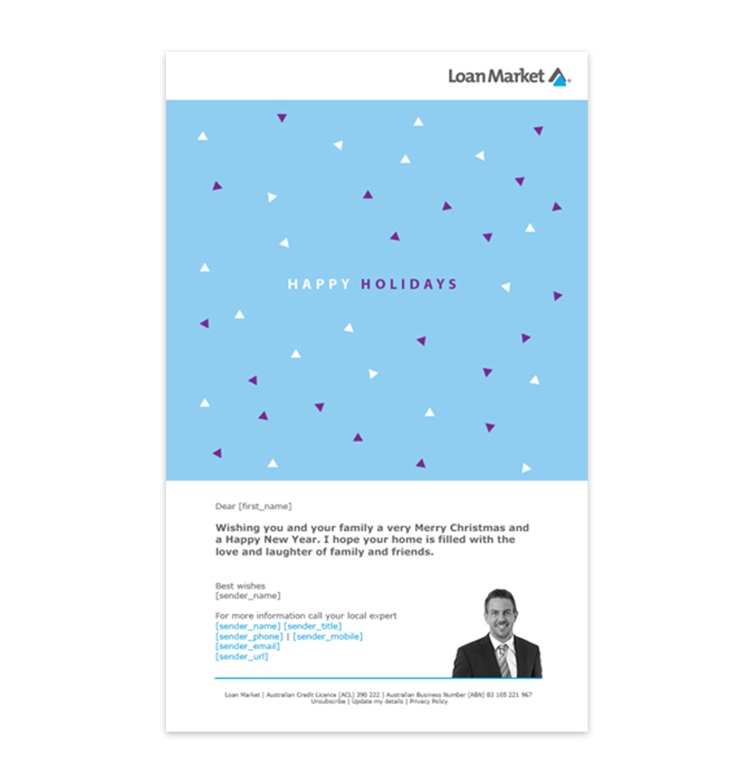 Loan Market
HAPPY HOLIDAYS
Dear [first_name]
Wishing you and your family a very Merry Christmas and
a Happy New Year. I hope your home is filled with the
love and laughter of family and friends.
Best wishes
[sender_name]
For more information call your local expert
[sender_name] [sender_title]
[sender_phone] | [sender_mobile]
[sender_email]
[sender_url]
Loan Market | Australian Credit Licence [ACL] 390 222 | Australian Business Number [ABN] 83 105 221 967
Unsubscribe | Update my details | Privacy Policy